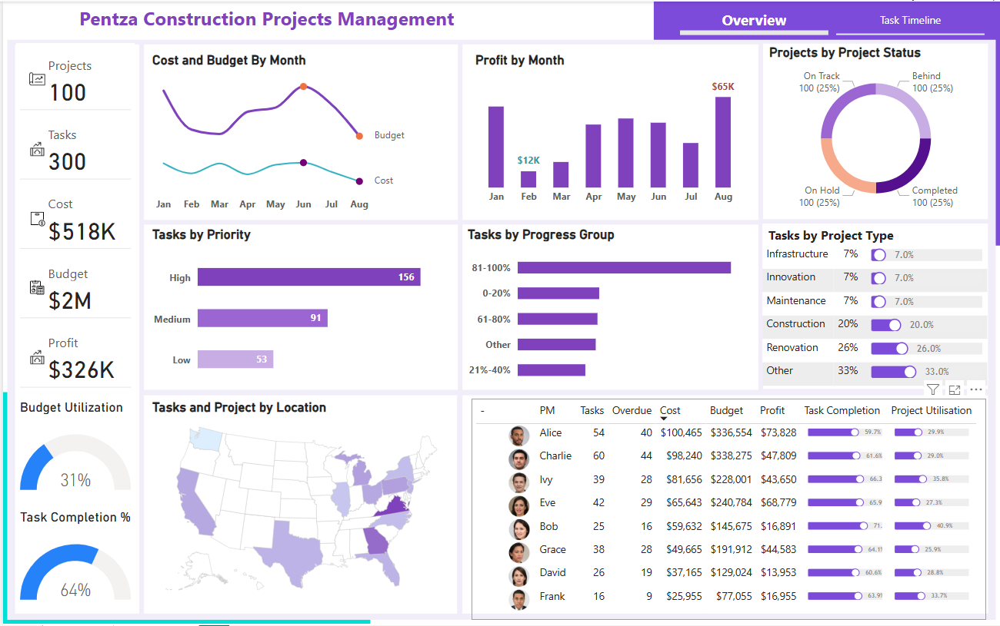 Pentza Construction Projects Management
Overview
Task Timeline
Projects
100
Tasks
300
Cost
$518K
Budget
$2M
Profit
$326K
Budget Utilization
31%
Task Completion %
64%
Cost and Budget By Month
Budget
Cost
Jan Feb Mar Apr May Jun Jul Aug
Profit by Month
$65K
$12K
Jan Feb Mar Apr May Jun Jul Aug
Projects by Project Status
On Track
100 (25%)
Behind
100 (25%)
On Hold
100 (25%)
Completed
100 (25%)
Tasks by Priority
High 156
Medium 91
Low 53
Tasks by Progress Group
81-100%
0-20%
61-80%
Other
21%-40%
Tasks by Project Type
Infrastructure 7% 7.0%
Innovation 7% 7.0%
Maintenance 7% 7.0%
Construction 20% 20.0%
Renovation 26% 26.0%
Other 33% 33.0%
Tasks and Project by Location
- PM Tasks Overdue Cost Budget Profit Task Completion Project Utilisation
Alice 54 40 $100,465 $336,554 $73,828 59.7% 29.9%
Charlie 60 44 $98,240 $338,275 $47,809 61.6% 29.0%
Ivy 39 28 $81,656 $228,001 $43,650 66.3 35.8%
Eve 42 29 $65,643 $240,784 $68,779 65.9 27.3%
Bob 25 16 $59,632 $145,675 $16,891 71. 40.9%
Grace 38 28 $49,665 $191,912 $44,583 64.1 25.9%
David 26 19 $37,165 $129,024 $13,953 60.6% 28.8%
Frank 16 9 $25,955 $77,055 $16,955 63.9% 33.7%